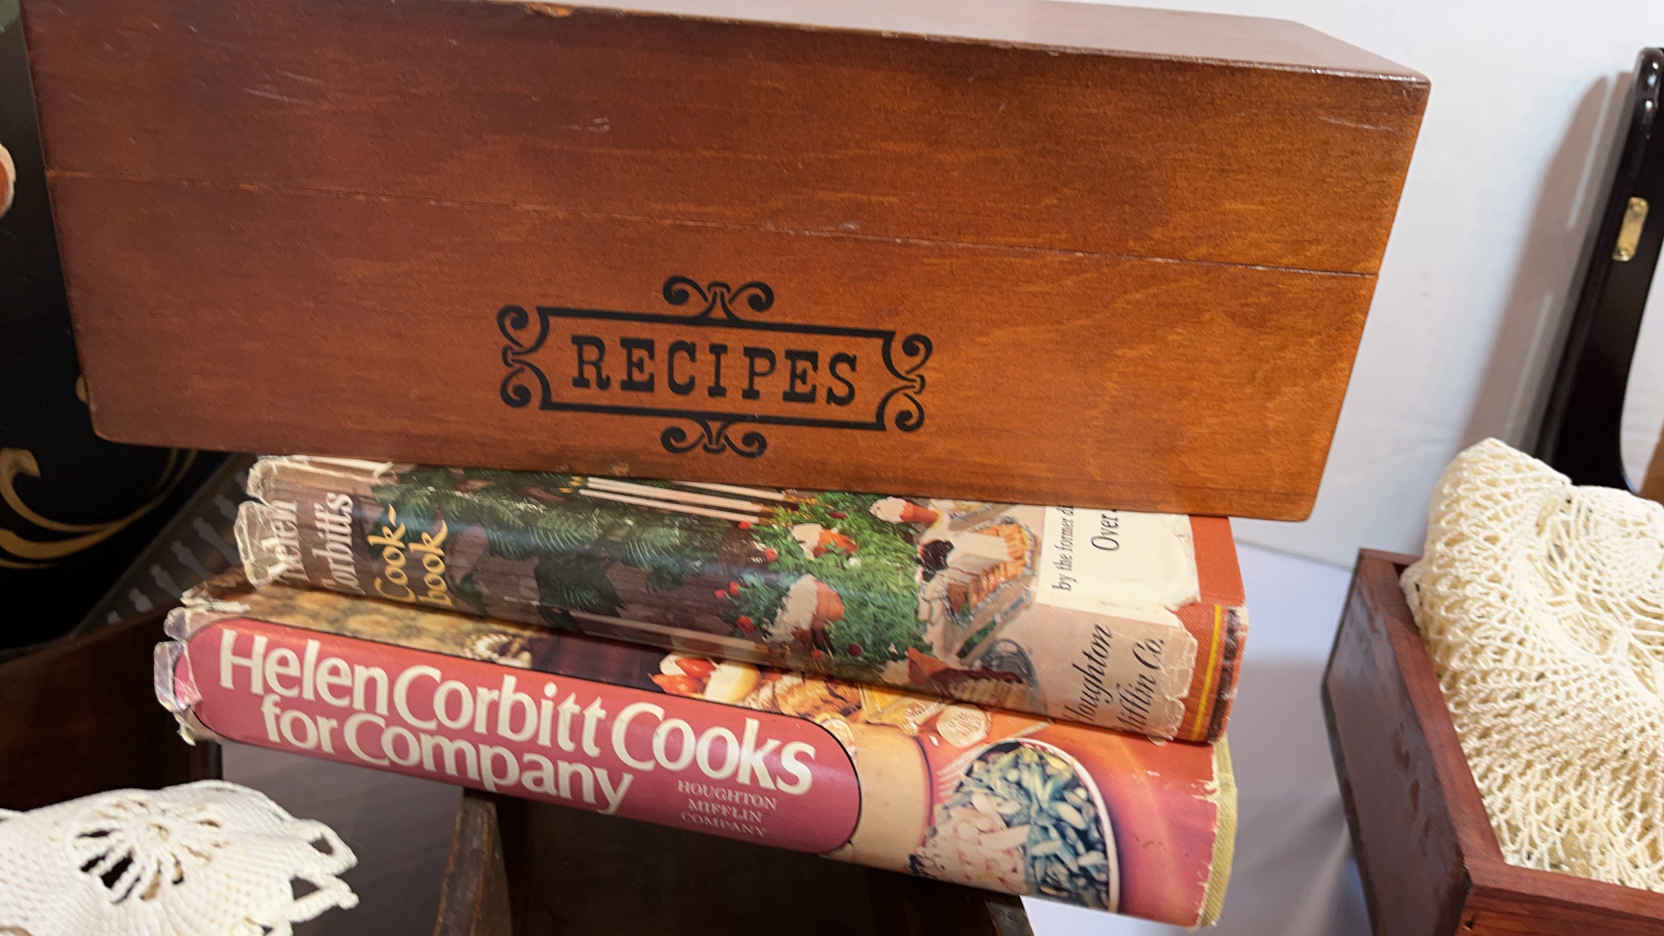 RECIPES
Helen
Corbitt's
Cook-
book
by the former
Over
Houghton
Mifflin Co.
Helen Corbitt Cooks
for Company
HOUGHTON
MIFFLIN
COMPANY